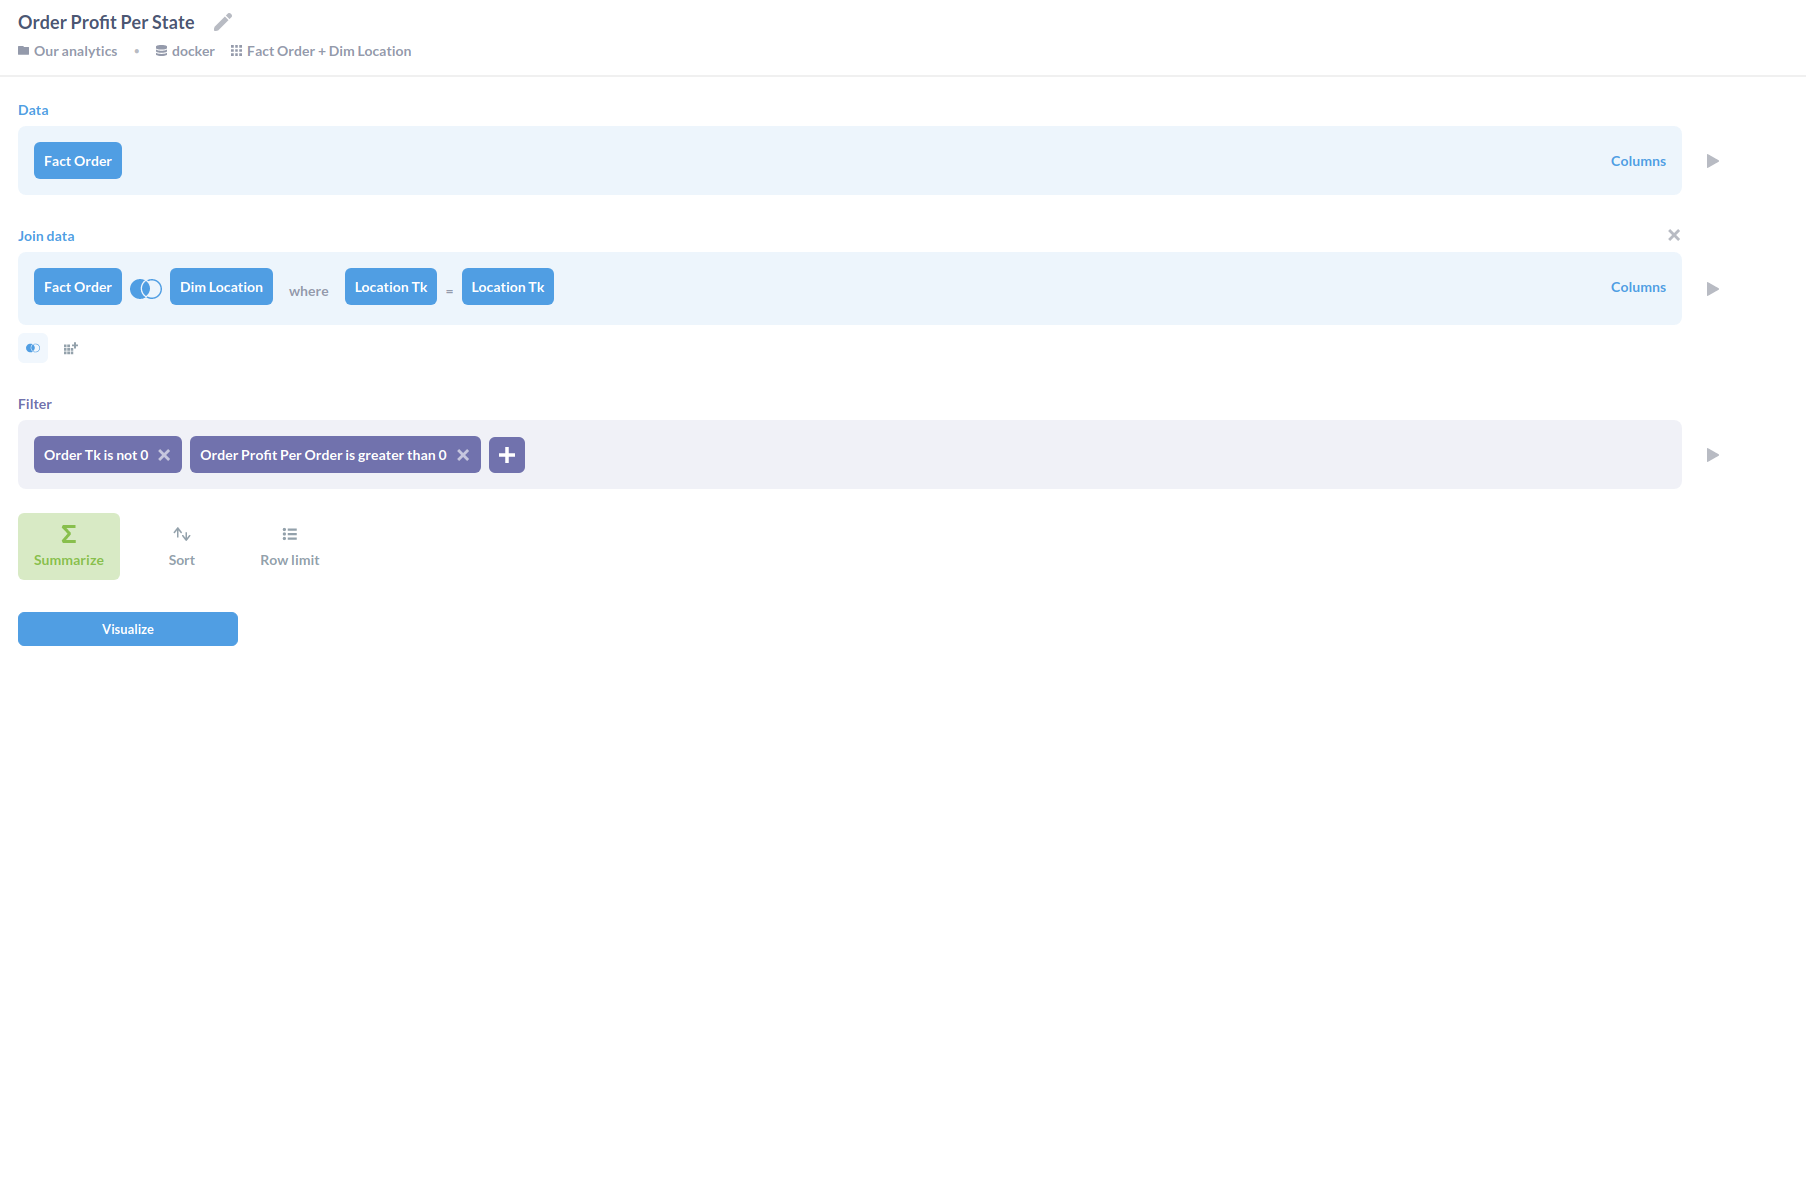 Order Profit Per State
Our analytics • docker Fact Order + Dim Location
Data
Fact Order Columns
Join data
Fact Order Dim Location where Location Tk = Location Tk Columns
Filter
Order Tk is not 0 Order Profit Per Order is greater than 0
Summarize Sort Row limit
Visualize